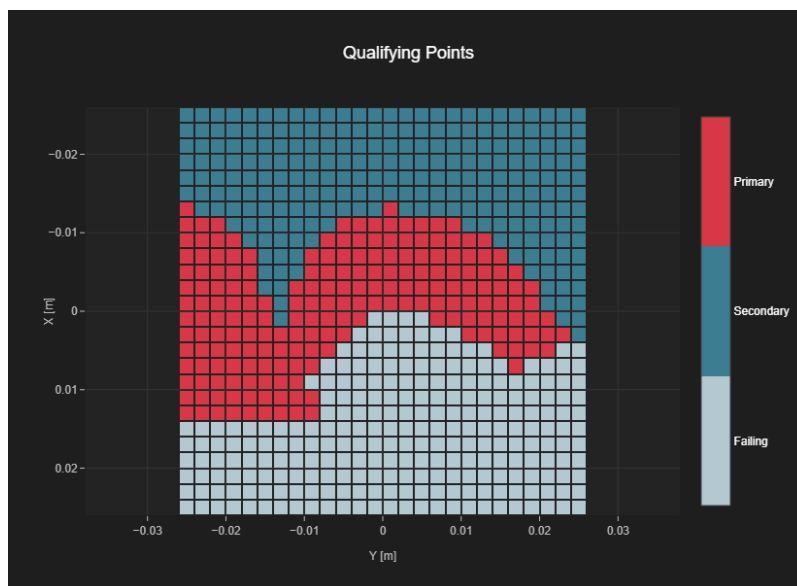 Qualifying Points
Primary
Secondary
Failing
X [m]
−0.02
−0.01
0
0.01
0.02
−0.03
−0.02
−0.01
0
0.01
0.02
0.03
Y [m]